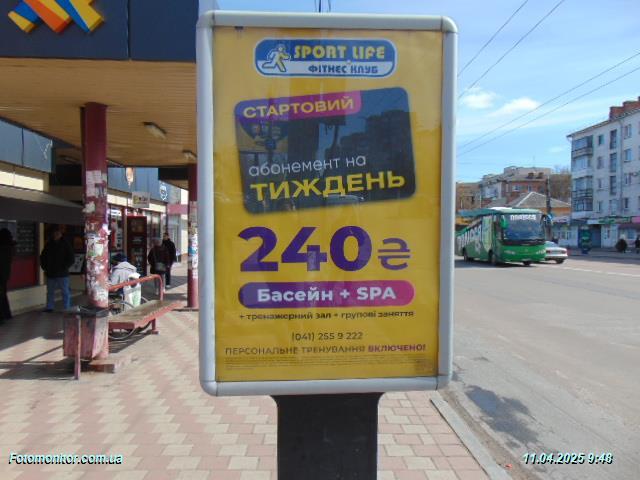 SPORT LIFE
ФІТНЕС КЛУБ
СТАРТОВИЙ
абонемент на
ТИЖДЕНЬ
240₴
Басейн + SPA
+ тренажерний зал + групові заняття
(041) 255 9 222
ПЕРСОНАЛЬНЕ ТРЕНУВАННЯ ВКЛЮЧЕНО!
Fotomonitor.com.ua
11.04.2025 9:48